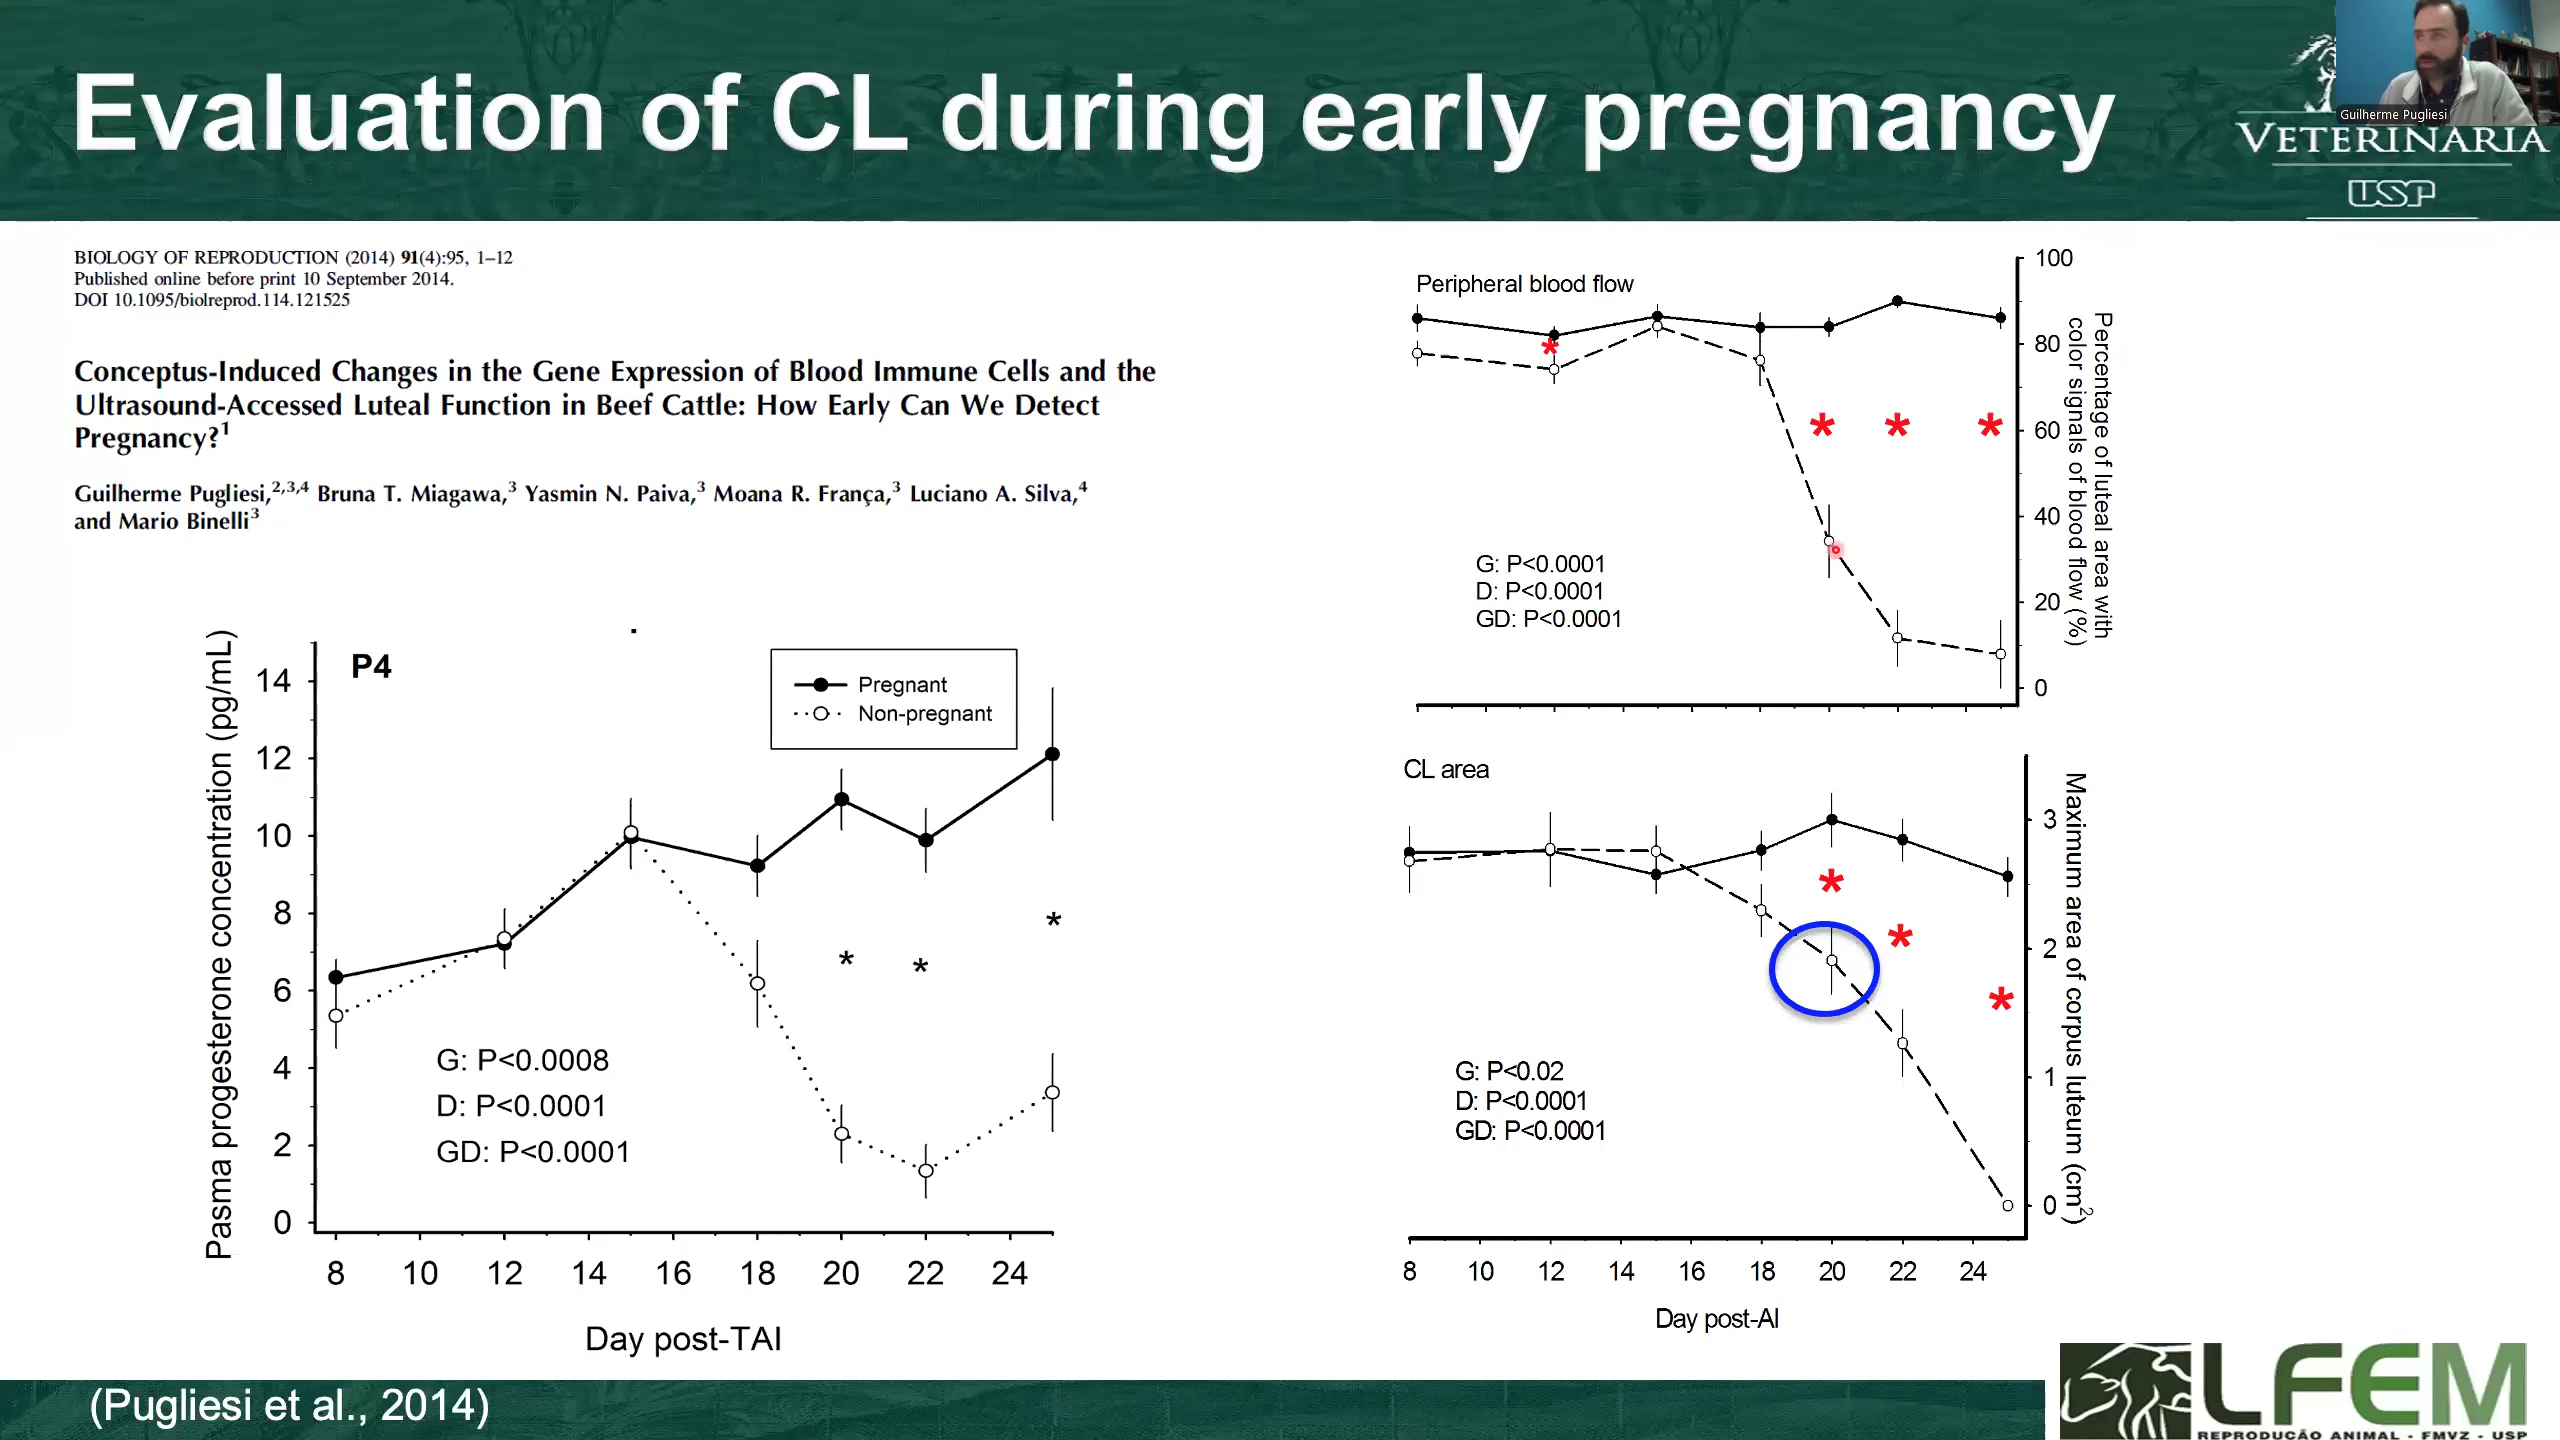 Evaluation of CL during early pregnancy
Guilherme Pugliesi
VETERINARIA
USP
BIOLOGY OF REPRODUCTION (2014) 91(4):95, 1–12
Published online before print 10 September 2014.
DOI 10.1095/biolreprod.114.121525
Conceptus-Induced Changes in the Gene Expression of Blood Immune Cells and the
Ultrasound-Accessed Luteal Function in Beef Cattle: How Early Can We Detect
Pregnancy?1
Guilherme Pugliesi,2,3,4 Bruna T. Miagawa,3 Yasmin N. Paiva,3 Moana R. França,3 Luciano A. Silva,4
and Mario Binelli3
Pasma progesterone concentration (pg/mL)
P4
Pregnant
Non-pregnant
14
12
10
8
6
4
2
0
* * *
G: P<0.0008
D: P<0.0001
GD: P<0.0001
8 10 12 14 16 18 20 22 24
Day post-TAI
Peripheral blood flow
* * * *
G: P<0.0001
D: P<0.0001
GD: P<0.0001
100
80
60
40
20
0
Percentage of luteal area with
color signals of blood flow (%)
CL area
* * *
G: P<0.02
D: P<0.0001
GD: P<0.0001
3
2
1
0
Maximum area of corpus luteum (cm2)
8 10 12 14 16 18 20 22 24
Day post-AI
(Pugliesi et al., 2014)
LFEM
REPRODUÇÃO ANIMAL - FMVZ - USP